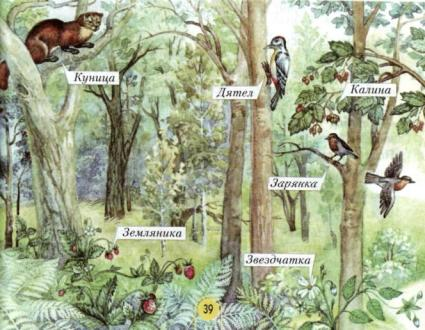 Куница
Дятел
Калина
Зарянка
Земляника
Звездчатка
39